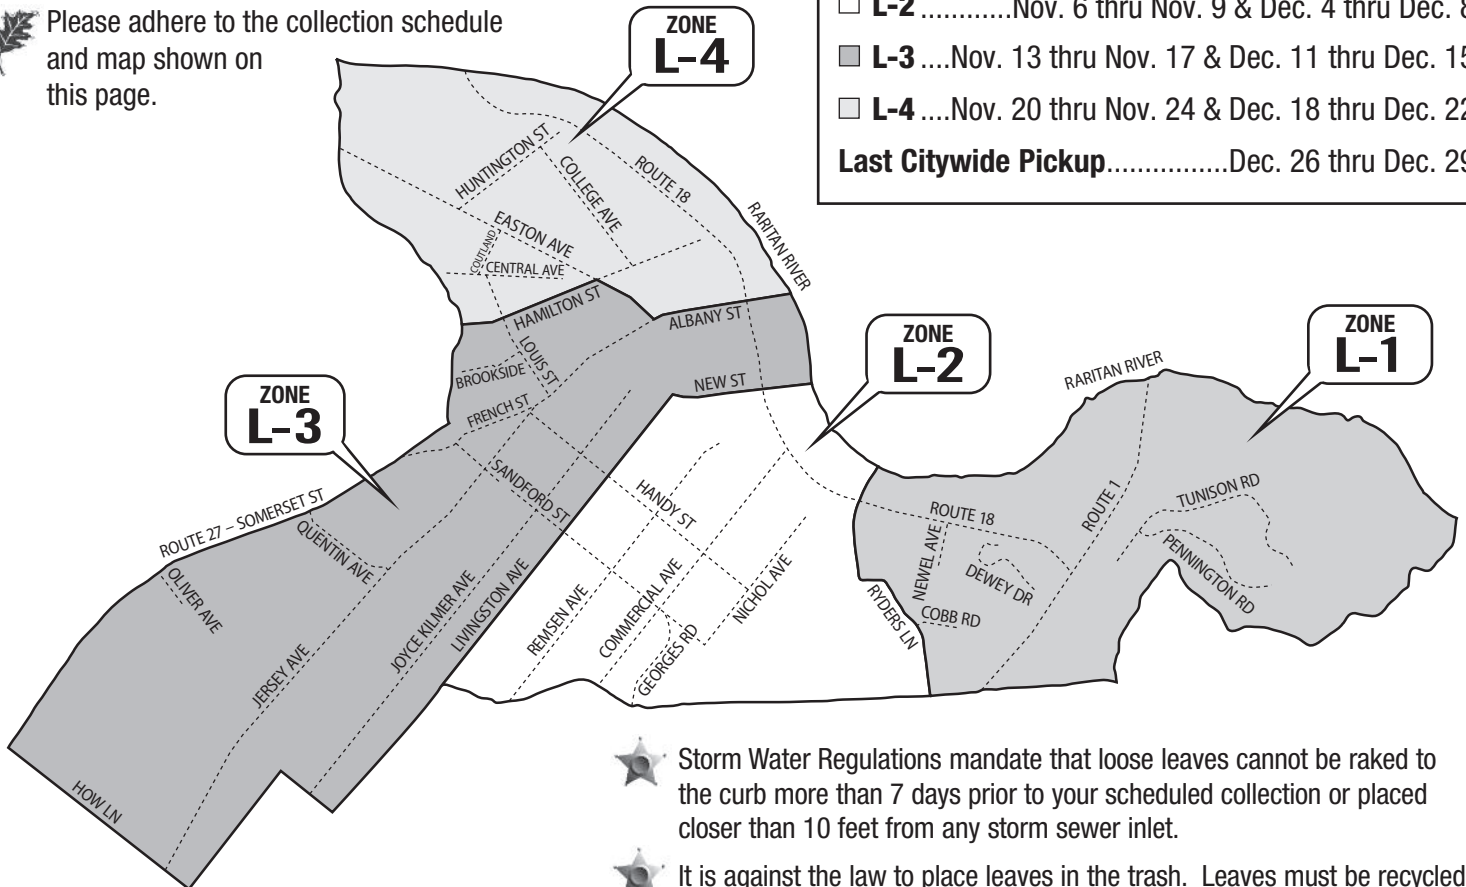 Please adhere to the collection schedule
and map shown on
this page.
L-2 ............Nov. 6 thru Nov. 9 & Dec. 4 thru Dec. 8
L-3 ....Nov. 13 thru Nov. 17 & Dec. 11 thru Dec. 15
L-4 ....Nov. 20 thru Nov. 24 & Dec. 18 thru Dec. 22
Last Citywide Pickup................Dec. 26 thru Dec. 29
ZONE
L-4
HUNTINGTON ST
COLLEGE AVE
ROUTE 18
RARITAN RIVER
EASTON AVE
COUTLAND
CENTRAL AVE
HAMILTON ST
ALBANY ST
LOUIS ST
BROOKSIDE
FRENCH ST
NEW ST
ZONE
L-2
ZONE
L-1
RARITAN RIVER
ZONE
L-3
ROUTE 27 – SOMERSET ST
QUENTIN AVE
OLIVER AVE
SANDFORD ST
HANDY ST
JERSEY AVE
JOYCE KILMER AVE
LIVINGSTON AVE
REMSEN AVE
COMMERCIAL AVE
GEORGES RD
NICHOL AVE
RYDERS LN
ROUTE 18
NEWEL AVE
DEWEY DR
COBB RD
ROUTE 1
TUNISON RD
PENNINGTON RD
HOW LN
Storm Water Regulations mandate that loose leaves cannot be raked to
the curb more than 7 days prior to your scheduled collection or placed
closer than 10 feet from any storm sewer inlet.
It is against the law to place leaves in the trash. Leaves must be recycled